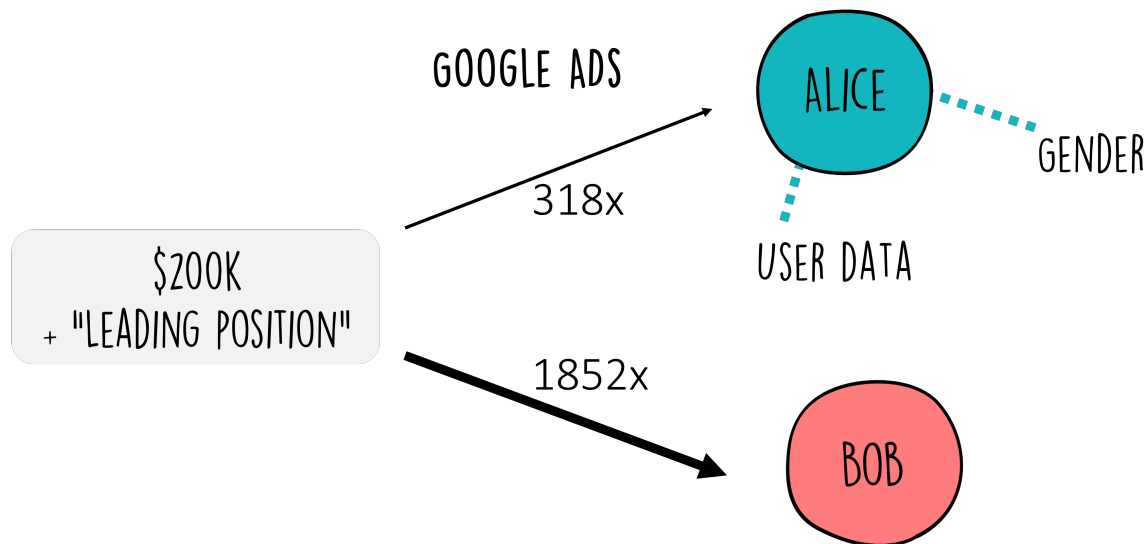 GOOGLE ADS
ALICE
GENDER
318x
USER DATA
$200K
+ "LEADING POSITION"
1852x
BOB